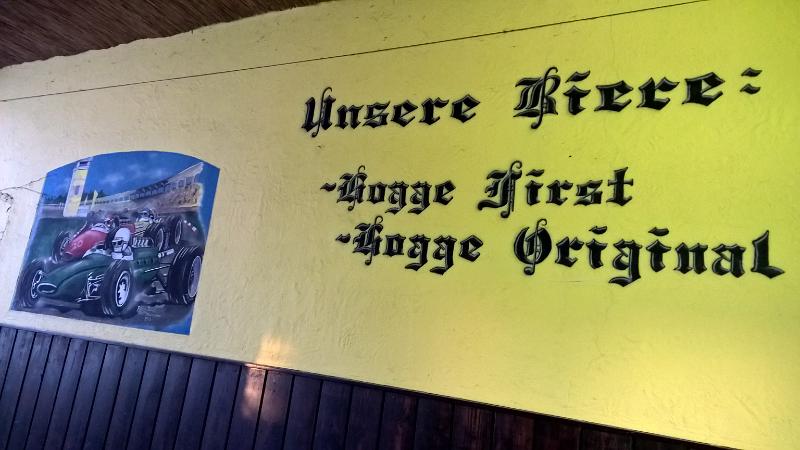 Unsere Biere:
-Hogge First
-Hogge Original